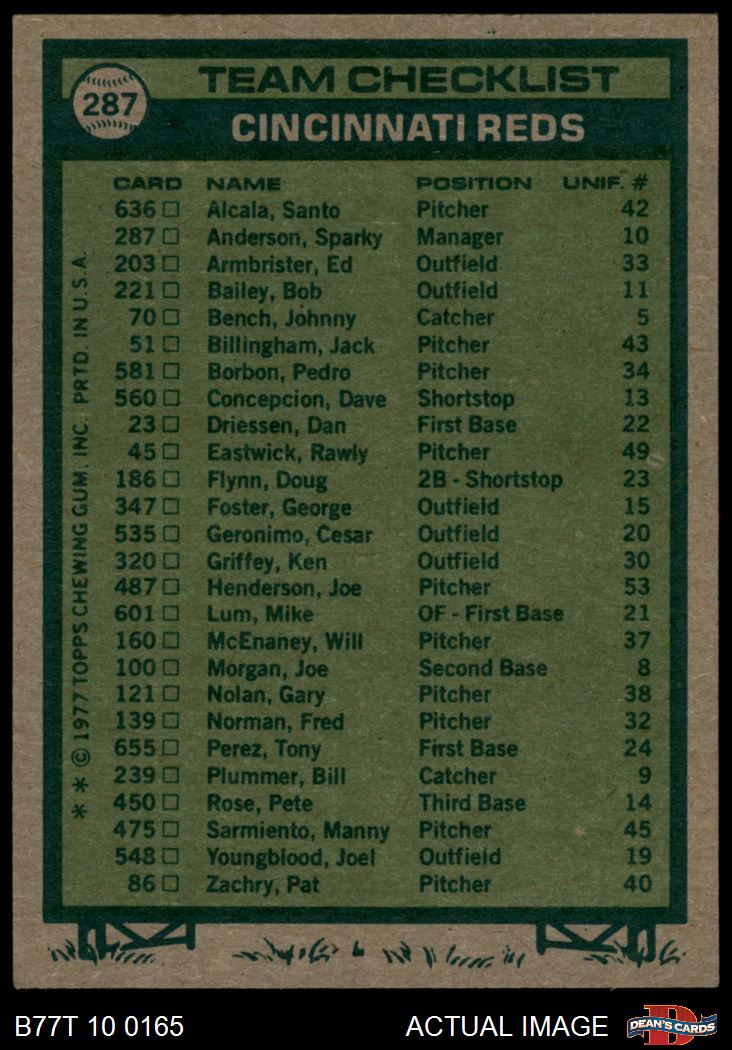 287
TEAM CHECKLIST
CINCINNATI REDS
CARD NAME POSITION UNIF. #
636 Alcala, Santo Pitcher 42
287 Anderson, Sparky Manager 10
203 Armbrister, Ed Outfield 33
221 Bailey, Bob Outfield 11
70 Bench, Johnny Catcher 5
51 Billingham, Jack Pitcher 43
581 Borbon, Pedro Pitcher 34
560 Concepcion, Dave Shortstop 13
23 Driessen, Dan First Base 22
45 Eastwick, Rawly Pitcher 49
186 Flynn, Doug 2B - Shortstop 23
347 Foster, George Outfield 15
535 Geronimo, Cesar Outfield 20
320 Griffey, Ken Outfield 30
487 Henderson, Joe Pitcher 53
601 Lum, Mike OF - First Base 21
160 McEnaney, Will Pitcher 37
100 Morgan, Joe Second Base 8
121 Nolan, Gary Pitcher 38
139 Norman, Fred Pitcher 32
655 Perez, Tony First Base 24
239 Plummer, Bill Catcher 9
450 Rose, Pete Third Base 14
475 Sarmiento, Manny Pitcher 45
548 Youngblood, Joel Outfield 19
86 Zachry, Pat Pitcher 40
* * © 1977 TOPPS CHEWING GUM, INC. PRTD. IN U.S.A.
B77T 10 0165 ACTUAL IMAGE
D
DEAN'S CARDS